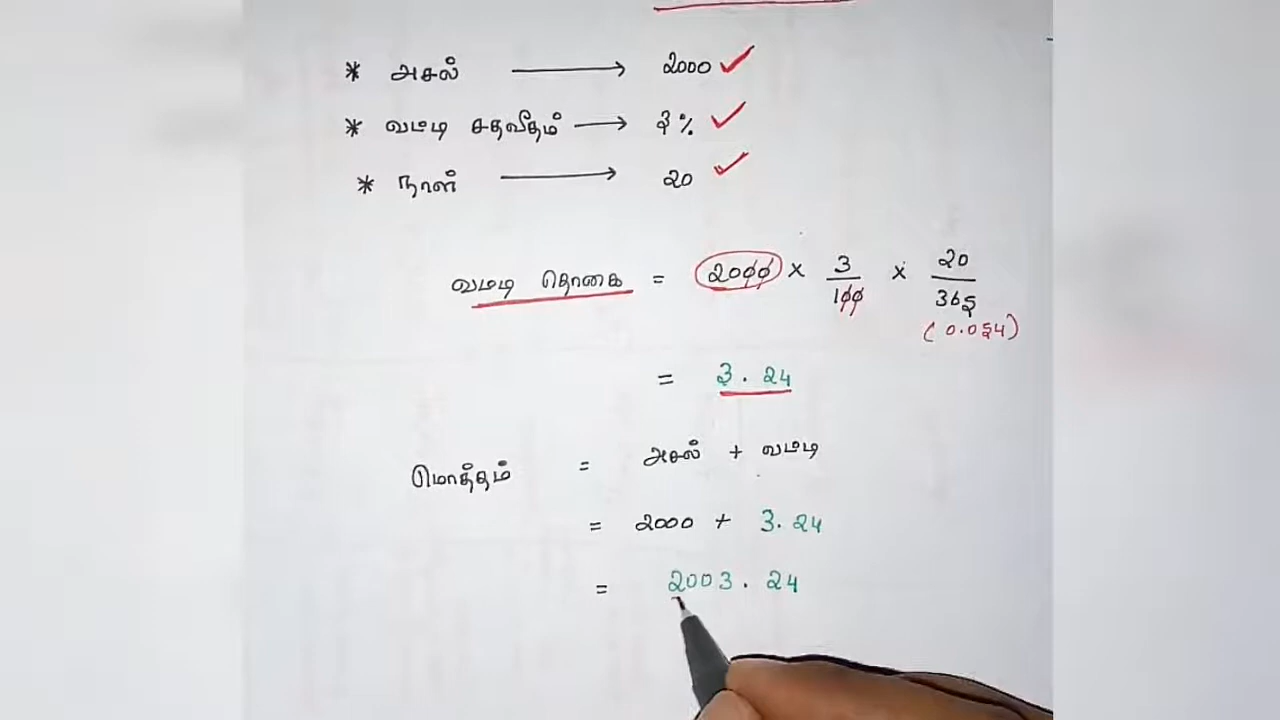 * அசல் → 2000 ✓
* வட்டி சதவீதம் → 3% ✓
* நாள் → 20 ✓
வட்டி தொகை = 2000 × 3/100 × 20/365
(0.054)
= 3.24
மொத்தம் = அசல் + வட்டி
= 2000 + 3.24
= 2003.24